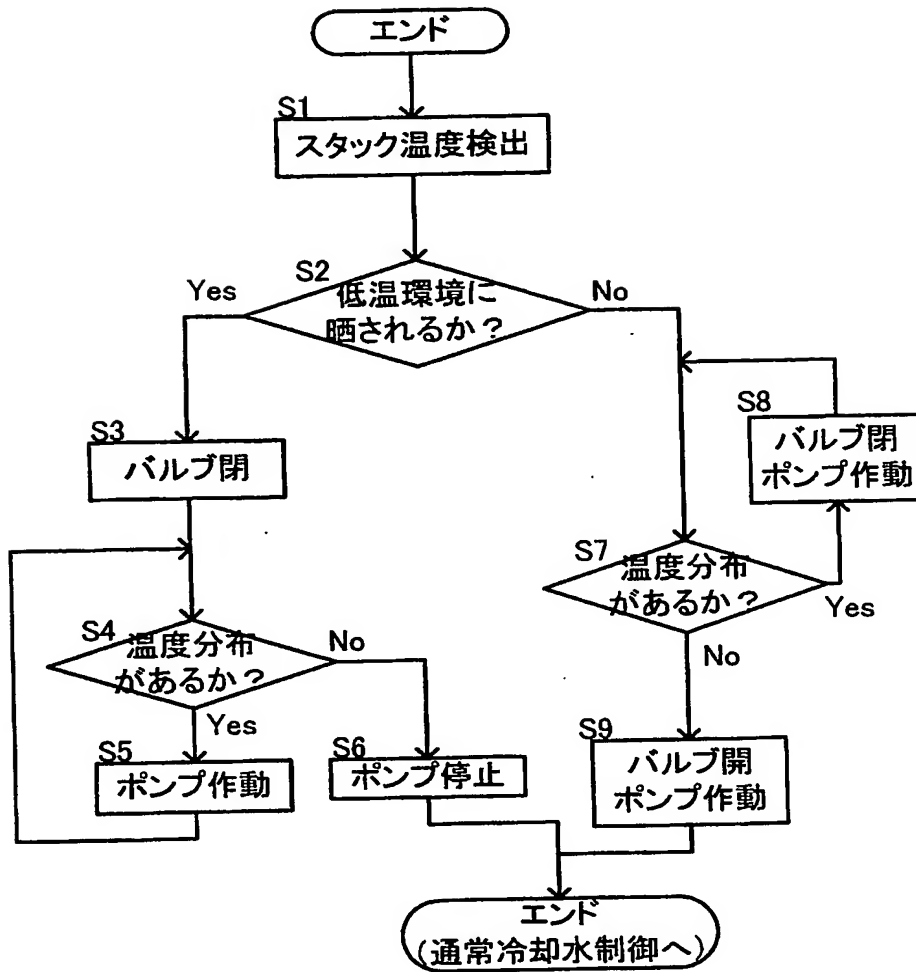 エンド
S1
スタック温度検出
S2
低温環境に
晒されるか？
Yes
No
S3
バルブ閉
S8
バルブ閉
ポンプ作動
S7
温度分布
があるか？
Yes
No
S4
温度分布
があるか？
No
Yes
S5
ポンプ作動
S6
ポンプ停止
S9
バルブ開
ポンプ作動
エンド
(通常冷却水制御へ)